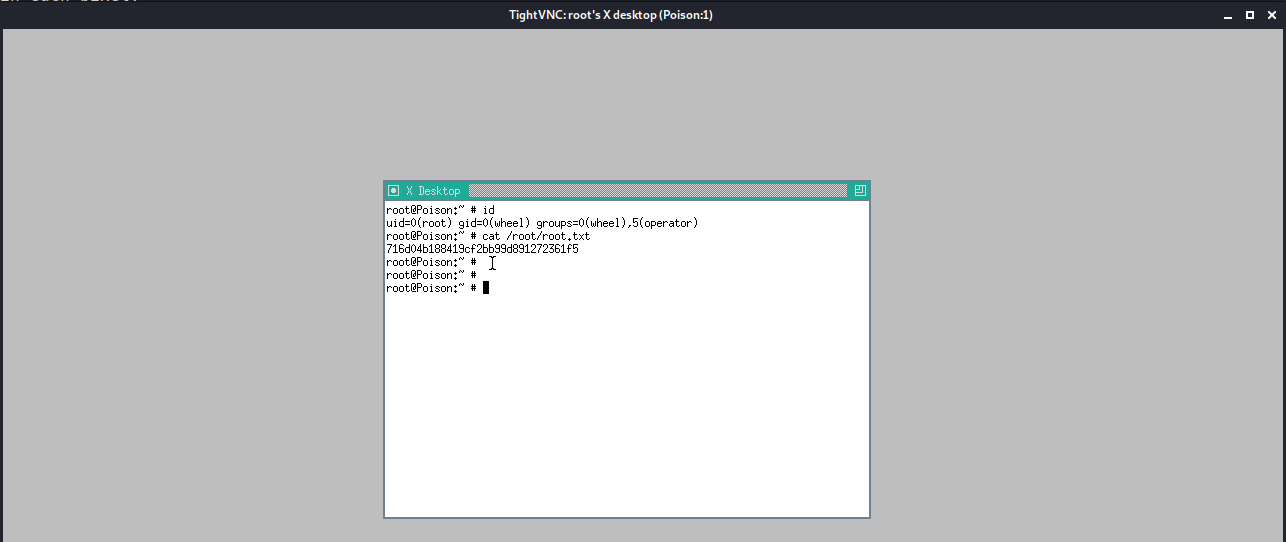 TightVNC: root's X desktop (Poison:1)
X Desktop
root@Poison:~ # id
uid=0(root) gid=0(wheel) groups=0(wheel),5(operator)
root@Poison:~ # cat /root/root.txt
716d04b188419cf2bb99d891272361f5
root@Poison:~ #
root@Poison:~ #
root@Poison:~ #